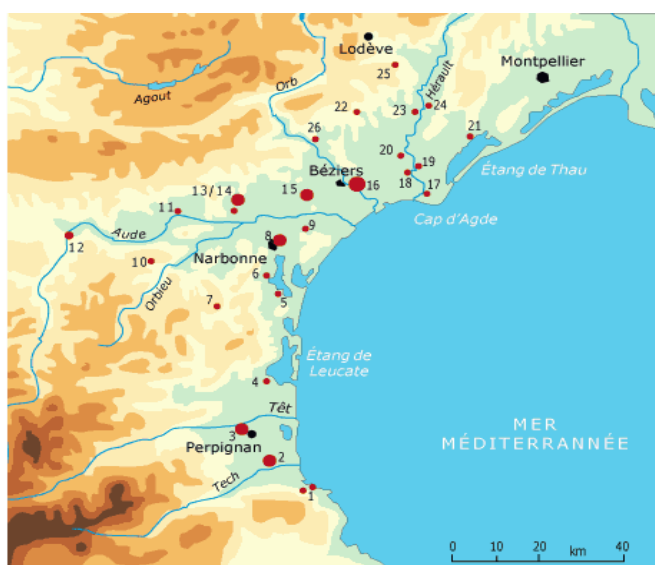 Lodève
25
Montpellier
Agout
Orb
Hérault
22
23
24
21
26
20
19
Étang de Thau
Béziers
16
18
17
13/14
15
11
Cap d'Agde
Aude
8
9
12
Narbonne
10
6
Orbieu
7
5
Étang de
Leucate
4
Têt
3
MER
MÉDITERRANNÉE
Perpignan
2
Tech
1
0 10 20 40
km